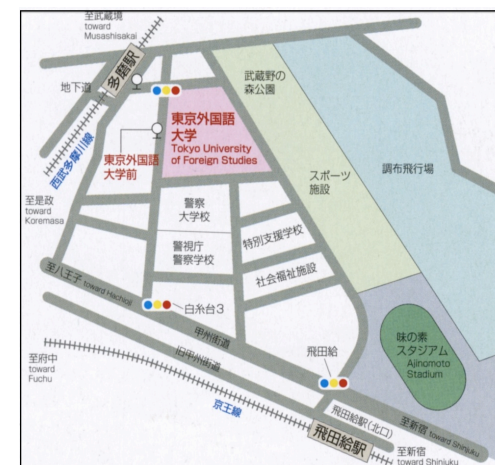 至武蔵境
toward
Musashisakai
多磨駅
地下道
西武多摩川線
東京外国語
大学前
東京外国語
大学
Tokyo University
of Foreign Studies
武蔵野の
森公園
スポーツ
施設
調布飛行場
至是政
toward
Koremasa
警察
大学校
警視庁
警察学校
特別支援学校
社会福祉施設
至八王子 toward Hachioji
白糸台3
甲州街道
旧甲州街道
飛田給
味の素
スタジアム
Ajinomoto
Stadium
至府中
toward
Fuchu
京王線
飛田給駅(北口)
飛田給駅
至新宿 toward Shinjuku
至新宿
toward Shinjuku